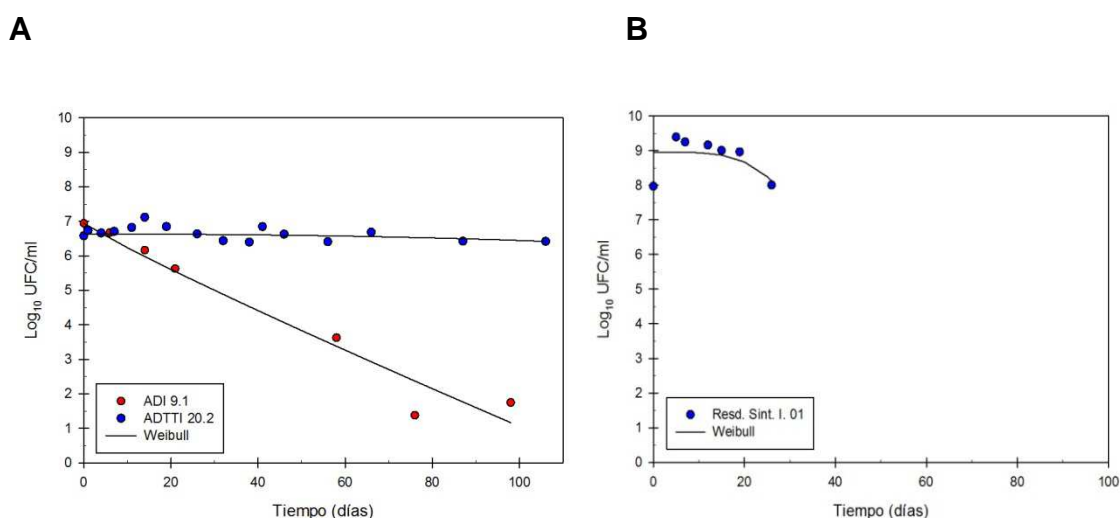 A
B
10
9
8
7
6
5
4
3
2
1
0
Log10 UFC/ml
ADI 9.1
ADTTI 20.2
Weibull
0 20 40 60 80 100
Tiempo (días)
10
9
8
7
6
5
4
3
2
1
0
Log10 UFC/ml
Resd. Sint. I. 01
Weibull
0 20 40 60 80 100
Tiempo (días)